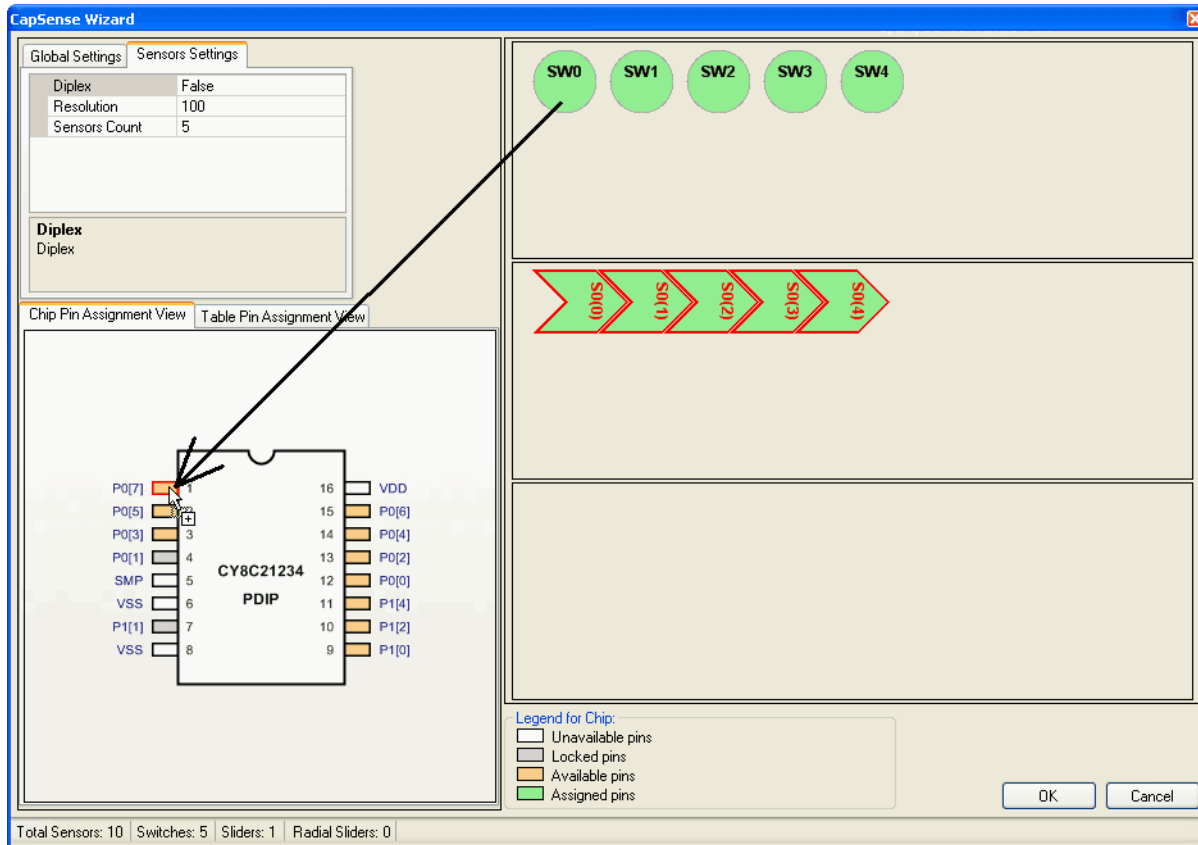 CapSense Wizard
Global Settings
Sensors Settings
Diplex False
Resolution 100
Sensors Count 5
Diplex
Diplex
Chip Pin Assignment View
Table Pin Assignment View
P0[7] 1 16 VDD
P0[5] 15 P0[6]
P0[3] 3 14 P0[4]
P0[1] 4 13 P0[2]
SMP 5 12 P0[0]
VSS 6 11 P1[4]
P1[1] 7 10 P1[2]
VSS 8 9 P1[0]
CY8C21234
PDIP
SW0 SW1 SW2 SW3 SW4
S0(0) S0(1) S0(2) S0(3) S0(4)
Legend for Chip:
Unavailable pins
Locked pins
Available pins
Assigned pins
OK Cancel
Total Sensors: 10 Switches: 5 Sliders: 1 Radial Sliders: 0